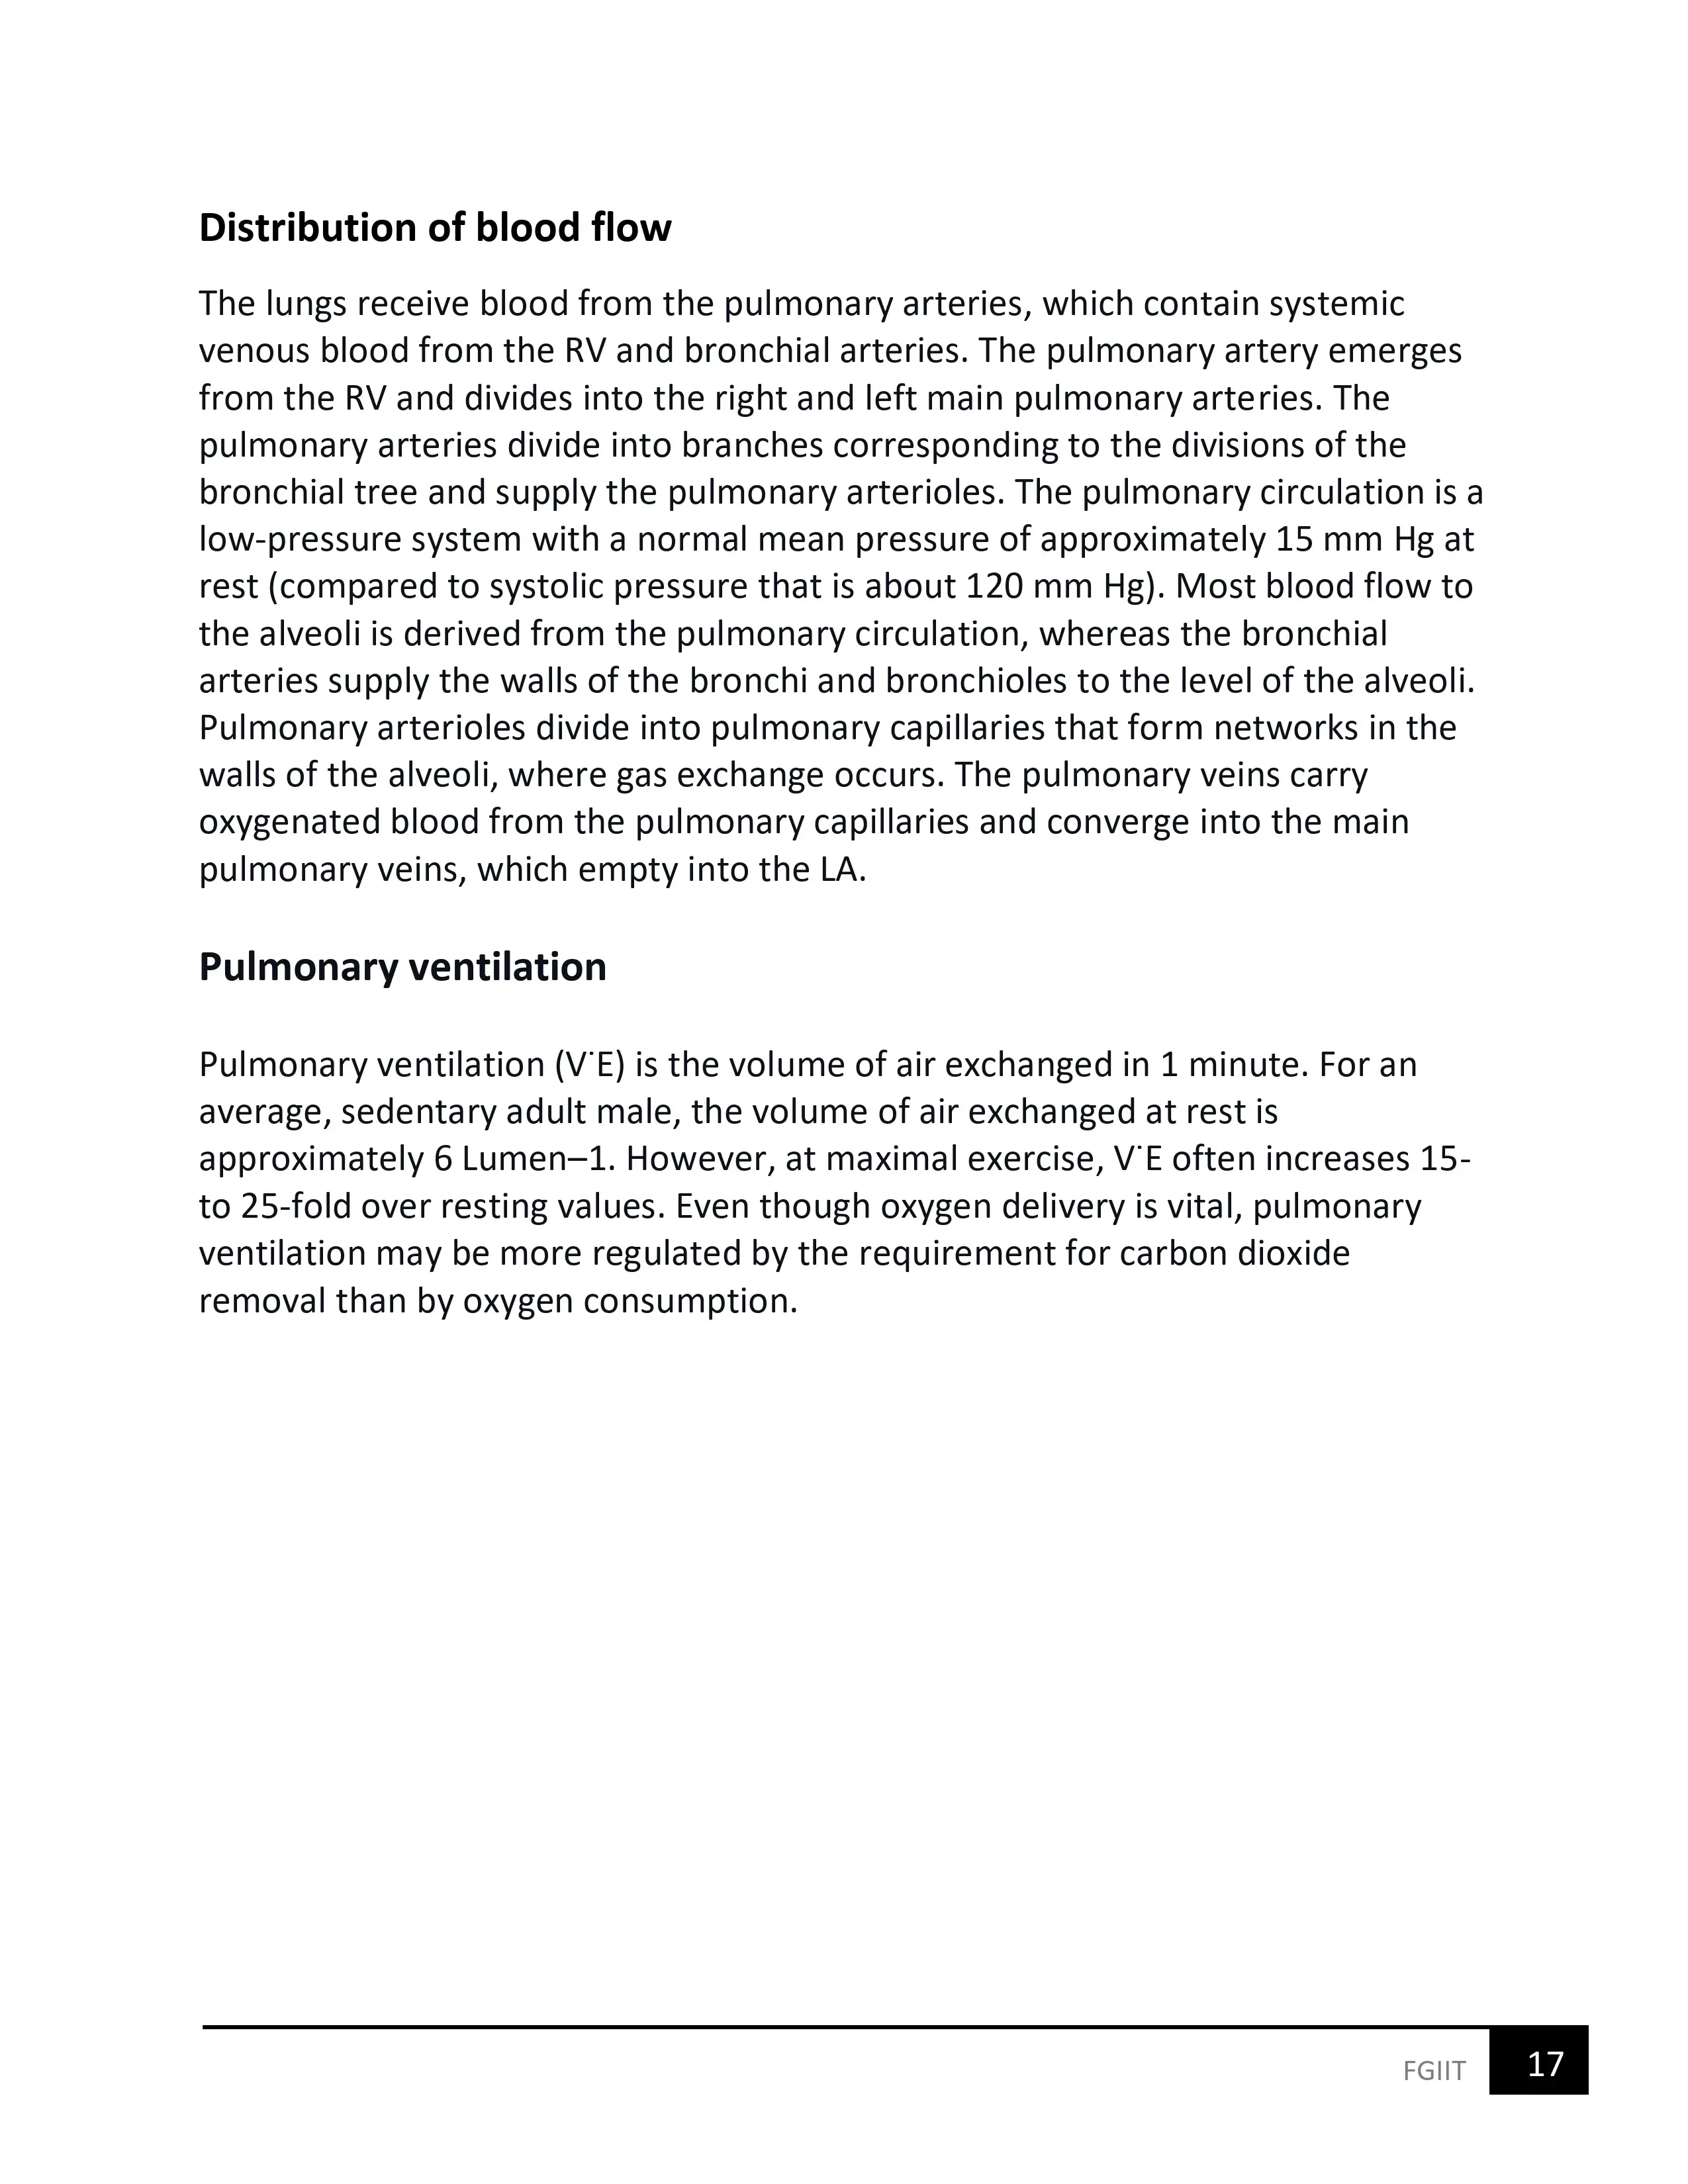 Distribution of blood flow
The lungs receive blood from the pulmonary arteries, which contain systemic
venous blood from the RV and bronchial arteries. The pulmonary artery emerges
from the RV and divides into the right and left main pulmonary arteries. The
pulmonary arteries divide into branches corresponding to the divisions of the
bronchial tree and supply the pulmonary arterioles. The pulmonary circulation is a
low-pressure system with a normal mean pressure of approximately 15 mm Hg at
rest (compared to systolic pressure that is about 120 mm Hg). Most blood flow to
the alveoli is derived from the pulmonary circulation, whereas the bronchial
arteries supply the walls of the bronchi and bronchioles to the level of the alveoli.
Pulmonary arterioles divide into pulmonary capillaries that form networks in the
walls of the alveoli, where gas exchange occurs. The pulmonary veins carry
oxygenated blood from the pulmonary capillaries and converge into the main
pulmonary veins, which empty into the LA.
Pulmonary ventilation
Pulmonary ventilation (V˙E) is the volume of air exchanged in 1 minute. For an
average, sedentary adult male, the volume of air exchanged at rest is
approximately 6 Lumen–1. However, at maximal exercise, V˙E often increases 15-
to 25-fold over resting values. Even though oxygen delivery is vital, pulmonary
ventilation may be more regulated by the requirement for carbon dioxide
removal than by oxygen consumption.
FGIIT 17